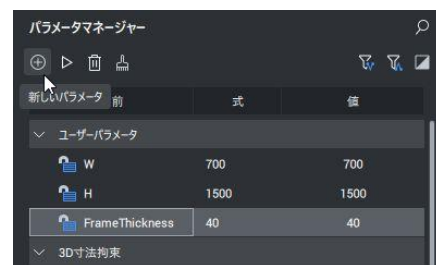 パラメータマネージャー
新しいパラメータ 前 式 値
ユーザーパラメータ
W 700 700
H 1500 1500
FrameThickness 40 40
3D寸法拘束